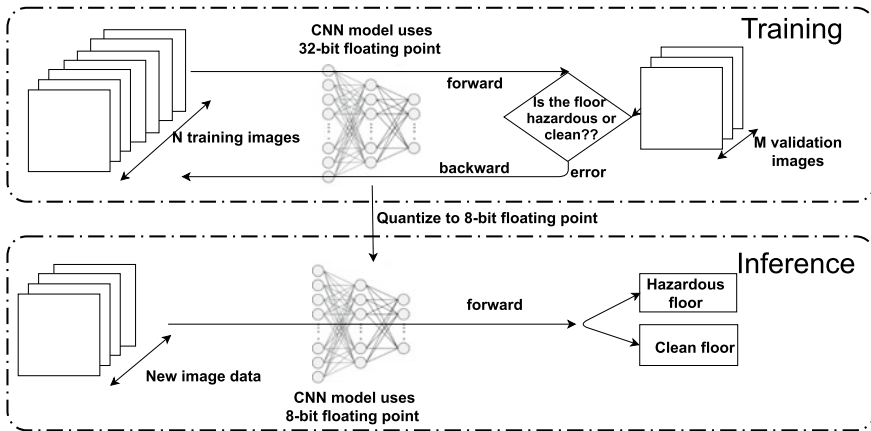 Training
CNN model uses
32-bit floating point
forward
Is the floor
hazardous or
clean??
N training images
M validation
images
backward
error
Quantize to 8-bit floating point
Inference
Hazardous
floor
forward
Clean floor
New image data
CNN model uses
8-bit floating point